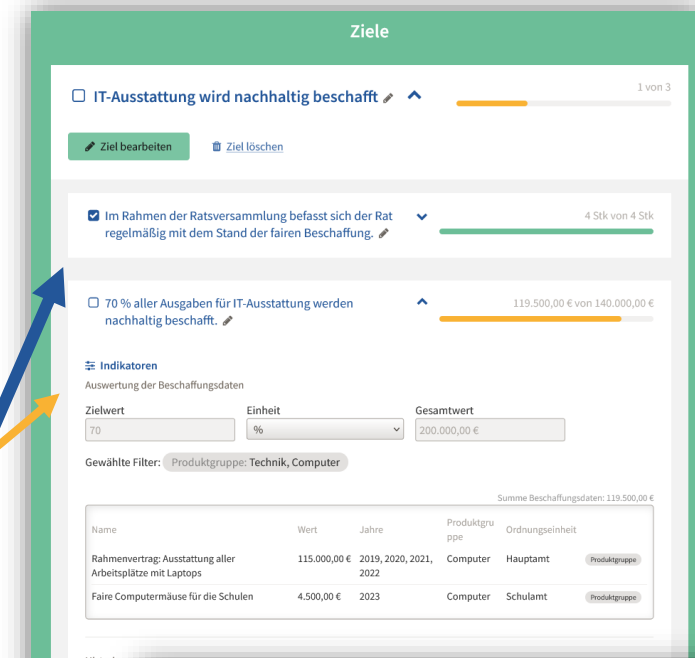 Ziele
IT-Ausstattung wird nachhaltig beschafft
1 von 3
Ziel bearbeiten
Ziel löschen
Im Rahmen der Ratsversammlung befasst sich der Rat
regelmäßig mit dem Stand der fairen Beschaffung.
4 Stk von 4 Stk
70 % aller Ausgaben für IT-Ausstattung werden
nachhaltig beschafft.
119.500,00 € von 140.000,00 €
Indikatoren
Auswertung der Beschaffungsdaten
Zielwert Einheit Gesamtwert
70 % 200.000,00 €
Gewählte Filter: Produktgruppe: Technik, Computer
Summe Beschaffungsdaten: 119.500,00 €
Name Wert Jahre Produktgru
ppe Ordnungseinheit
Rahmenvertrag: Ausstattung aller 115.000,00 € 2019, 2020, 2021, Computer Hauptamt Produktgruppe
Arbeitsplätze mit Laptops 2022
Faire Computermäuse für die Schulen 4.500,00 € 2023 Computer Schulamt Produktgruppe